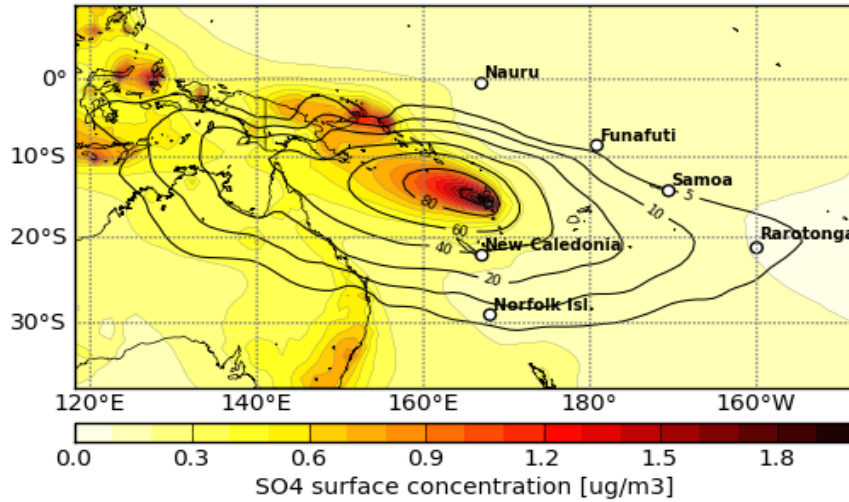 Nauru
0°
Funafuti
10°S
Samoa
80
5
10
20°S
60
40
New Caledonia
Rarotonga
20
Norfolk Isl.
30°S
120°E 140°E 160°E 180° 160°W
0.0 0.3 0.6 0.9 1.2 1.5 1.8
SO4 surface concentration [ug/m3]